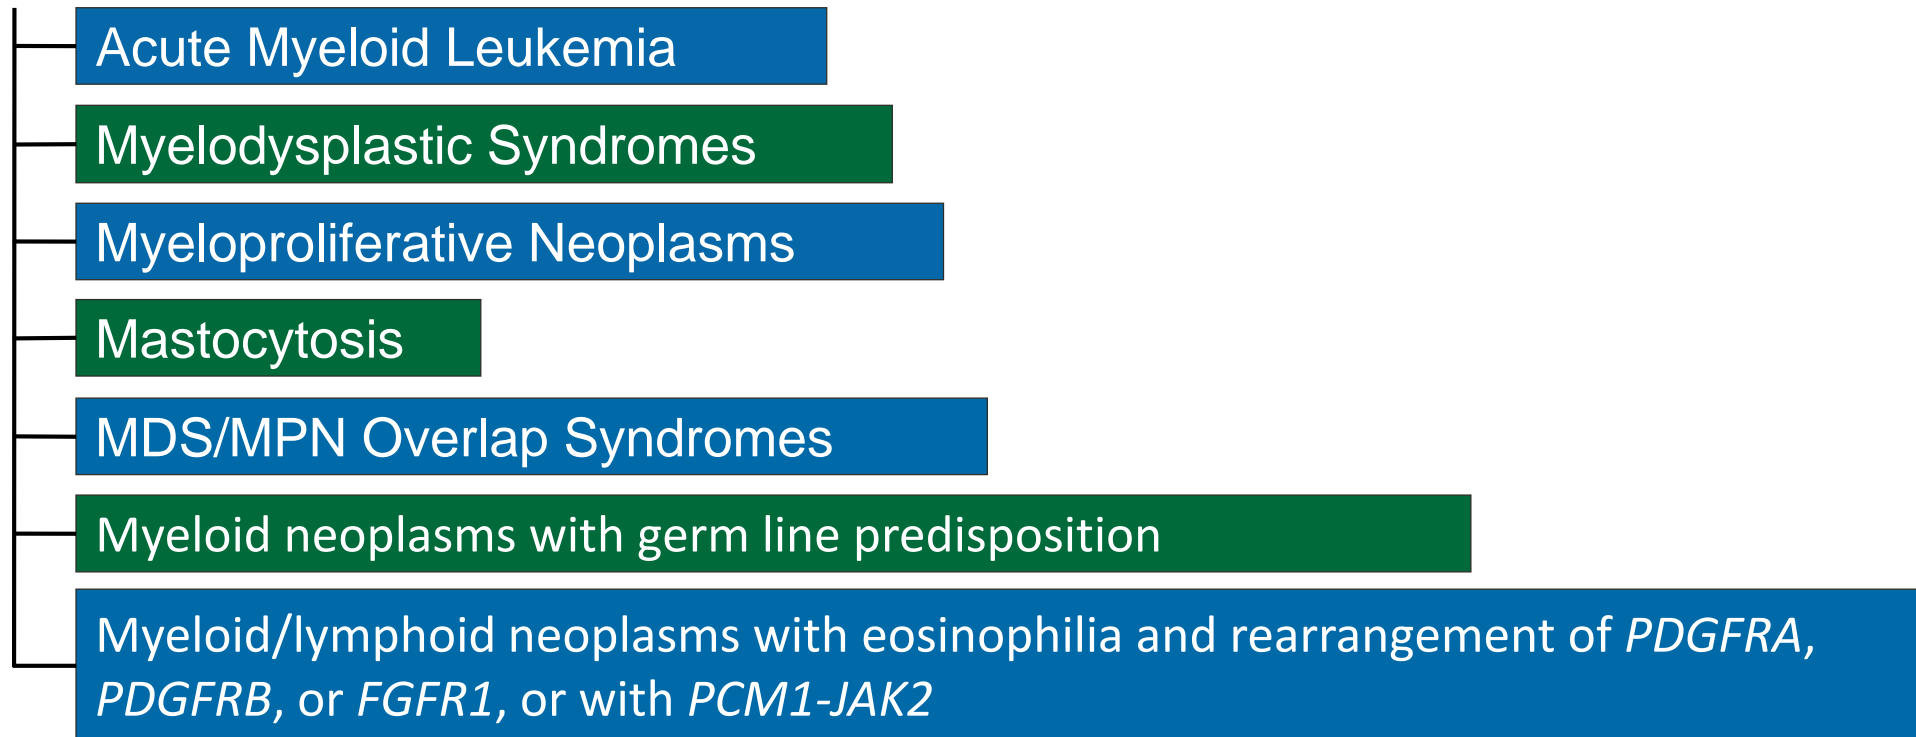 Acute Myeloid Leukemia
Myelodysplastic Syndromes
Myeloproliferative Neoplasms
Mastocytosis
MDS/MPN Overlap Syndromes
Myeloid neoplasms with germ line predisposition
Myeloid/lymphoid neoplasms with eosinophilia and rearrangement of PDGFRA,
PDGFRB, or FGFR1, or with PCM1-JAK2